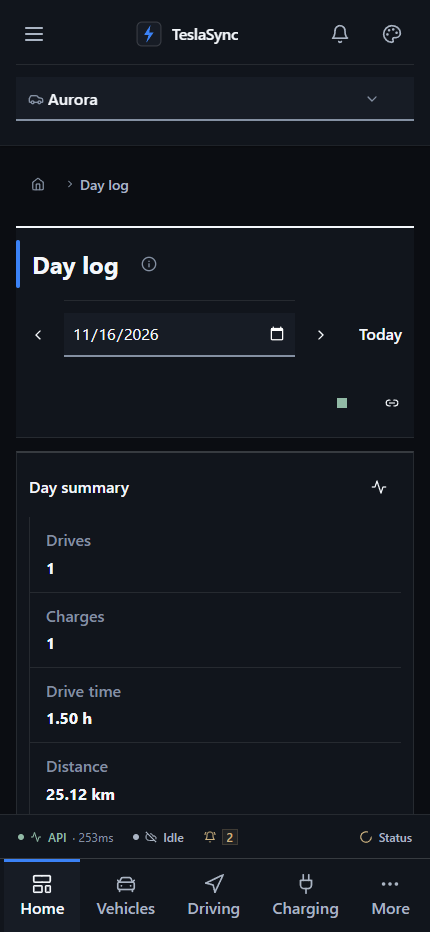 TeslaSync
Aurora
Day log
Day log
11/16/2026
Today
Day summary
Drives
1
Charges
1
Drive time
1.50 h
Distance
25.12 km
API · 253ms Idle 2 Status
Home Vehicles Driving Charging More